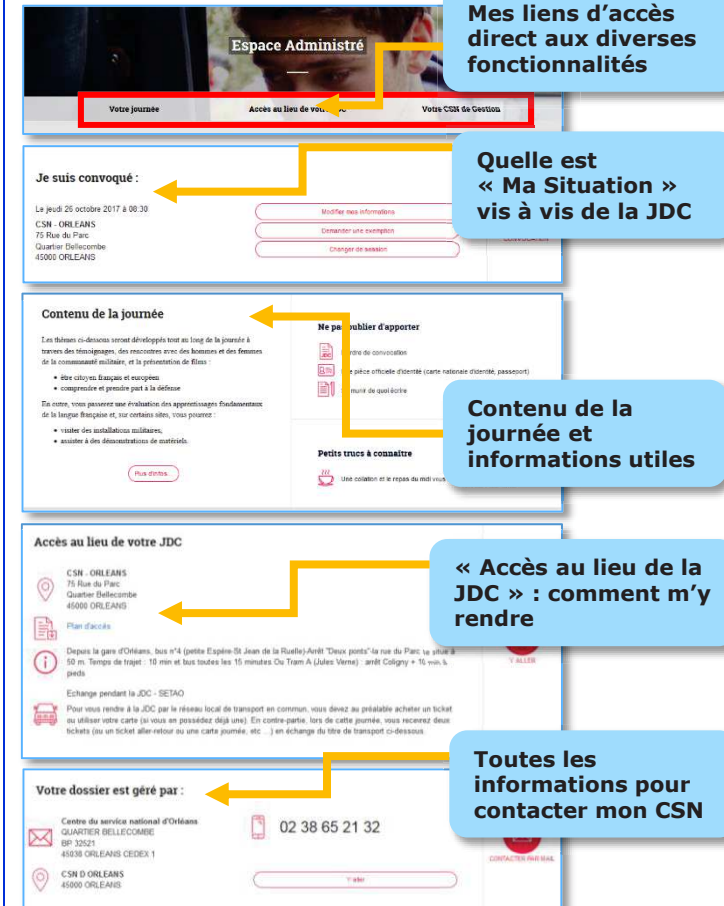 Mes liens d’accès
direct aux diverses
fonctionnalités
Espace Administré
Votre journée
Accès au lieu de votre JDC
Votre CSN de Gestion
Quelle est
« Ma Situation »
vis à vis de la JDC
Je suis convoqué :
Le jeudi 26 octobre 2017 à 08:30
CSN - ORLEANS
75 Rue du Parc
Quartier Bellecombe
45000 ORLEANS
Modifier mes informations
Demander une exemption
Changer de session
CONVOCATION
Contenu de la journée
Les thèmes ci-dessous seront développés tout au long de la journée à
travers des témoignages, des rencontres avec des hommes et des femmes
de la communauté militaire, et la présentation de films :
• être citoyen français et européen
• comprendre et prendre part à la défense
En outre, vous passerez une évaluation des apprentissages fondamentaux
de la langue française et, sur certains sites, vous pourrez :
• visiter des installations militaires,
• assister à des démonstrations de matériels.
Plus d'infos...
Ne pas oublier d'apporter
JDC
ordre de convocation
pièce officielle d'identité (carte nationale d'identité, passeport)
munir de quoi écrire
Petits trucs à connaître
Une collation et le repas du midi vous
Contenu de la
journée et
informations utiles
Accès au lieu de votre JDC
CSN - ORLEANS
75 Rue du Parc
Quartier Bellecombe
45000 ORLEANS
Plan d'accès
Depuis la gare d'Orléans, bus n°4 (petite Espère-St Jean de la Ruelle)-Arrêt "Deux ponts"-la rue du Parc se situe à
50 m. Temps de trajet : 10 min et bus toutes les 15 minutes Ou Tram A (Jules Verne) : arrêt Coligny + 10 min à
pieds
Echange pendant la JDC - SETAO
Pour vous rendre à la JDC par le réseau local de transport en commun, vous devez au préalable acheter un ticket
ou utiliser votre carte (si vous en possédez déjà une). En contre-partie, lors de cette journée, vous recevrez deux
tickets (ou un ticket aller-retour ou une carte journée, etc ...) en échange du titre de transport ci-dessous.
Y ALLER
« Accès au lieu de la
JDC » : comment m’y
rendre
Toutes les
informations pour
contacter mon CSN
Votre dossier est géré par :
Centre du service national d'Orléans
QUARTIER BELLECOMBE
BP 32521
45038 ORLEANS CEDEX 1
CSN D ORLEANS
45000 ORLEANS
02 38 65 21 32
Y aller
CONTACTER PAR MAIL